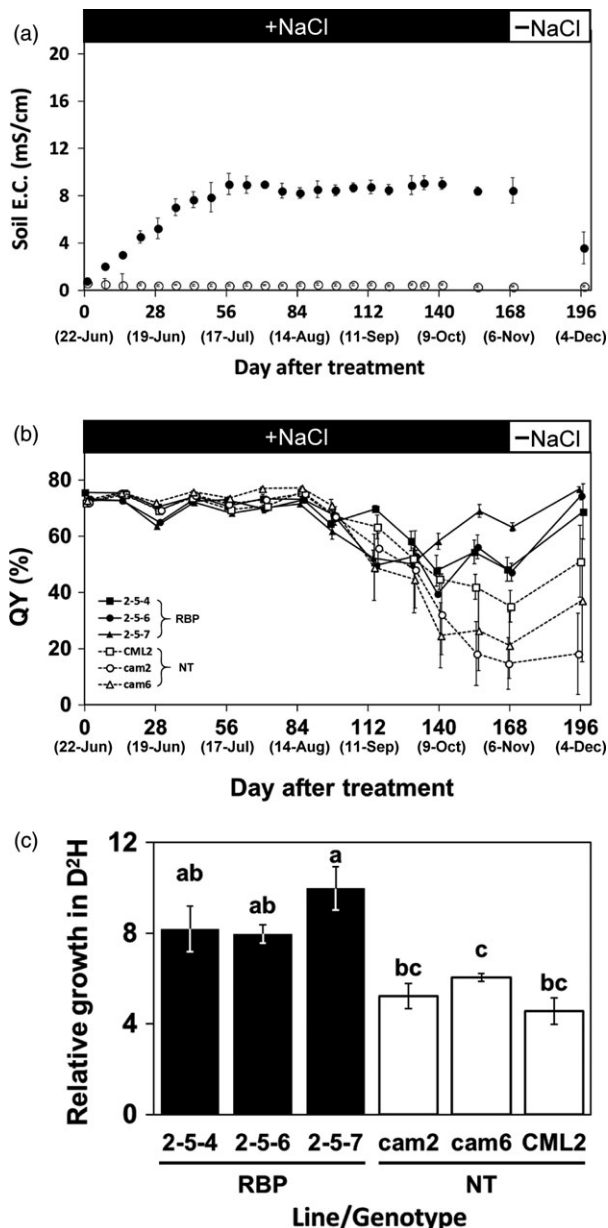 (a)
+NaCl
−NaCl
20
16
12
8
4
0
Soil E.C. (mS/cm)
0 28 56 84 112 140 168 196
(22-Jun) (19-Jun) (17-Jul) (14-Aug) (11-Sep) (9-Oct) (6-Nov) (4-Dec)
Day after treatment
(b)
+NaCl
−NaCl
80
60
40
20
0
QY (%)
2-5-4
2-5-6
2-5-7
RBP
CML2
cam2
cam6
NT
0 28 56 84 112 140 168 196
(22-Jun) (19-Jun) (17-Jul) (14-Aug) (11-Sep) (9-Oct) (6-Nov) (4-Dec)
Day after treatment
(c)
12
8
4
0
Relative growth in D²H
ab ab a bc c bc
2-5-4 2-5-6 2-5-7 cam2 cam6 CML2
RBP NT
Line/Genotype